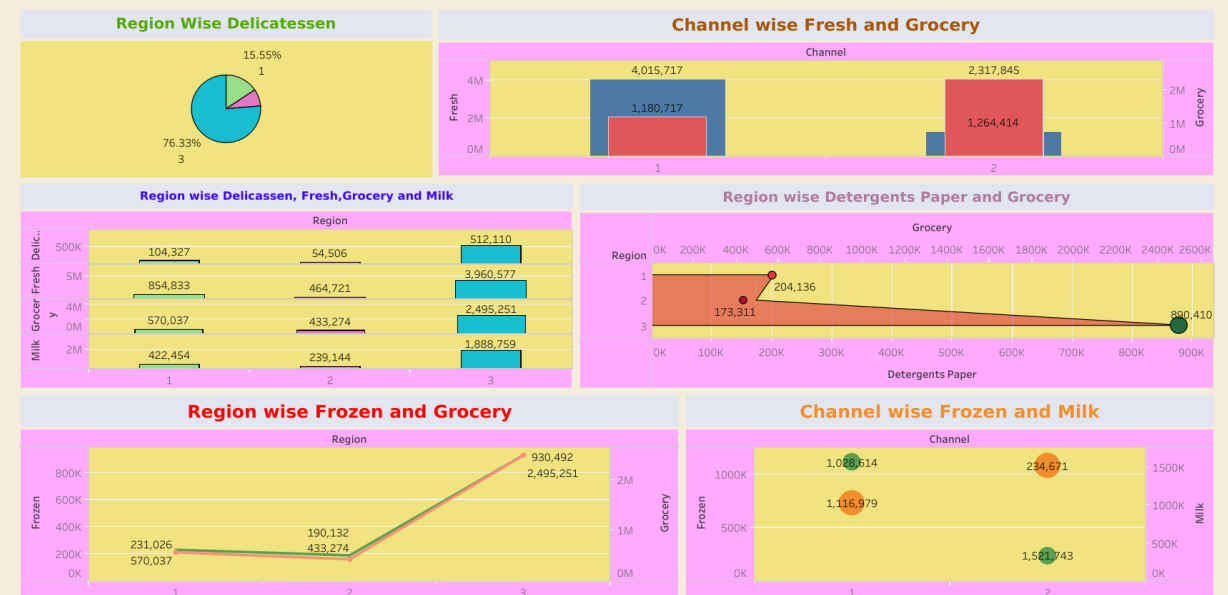 Region Wise Delicatessen
15.55%
1
76.33%
3
Channel wise Fresh and Grocery
Channel
Fresh
4M
2M
0M
4,015,717
1,180,717
2,317,845
1,264,414
2M
1M
0M
Grocery
1
2
Region wise Delicassen, Fresh,Grocery and Milk
Region
Delic..
500K
104,327
54,506
512,110
Fresh
5M
854,833
464,721
3,960,577
Grocer
y
4M
0M
570,037
433,274
2,495,251
Milk
2M
422,454
239,144
1,888,759
1
2
3
Region wise Detergents Paper and Grocery
Grocery
Region
0K 200K 400K 600K 800K 1000K 1200K 1400K 1600K 1800K 2000K 2200K 2400K 2600K
1
2
3
204,136
173,311
890,410
0K 100K 200K 300K 400K 500K 600K 700K 800K 900K
Detergents Paper
Region wise Frozen and Grocery
Region
Frozen
800K
600K
400K
200K
0K
231,026
570,037
190,132
433,274
930,492
2,495,251
2M
1M
0M
Grocery
1
2
3
Channel wise Frozen and Milk
Channel
Frozen
1000K
500K
0K
1,028,614
1,116,979
234,671
1,521,743
1500K
1000K
500K
0K
Milk
1
2